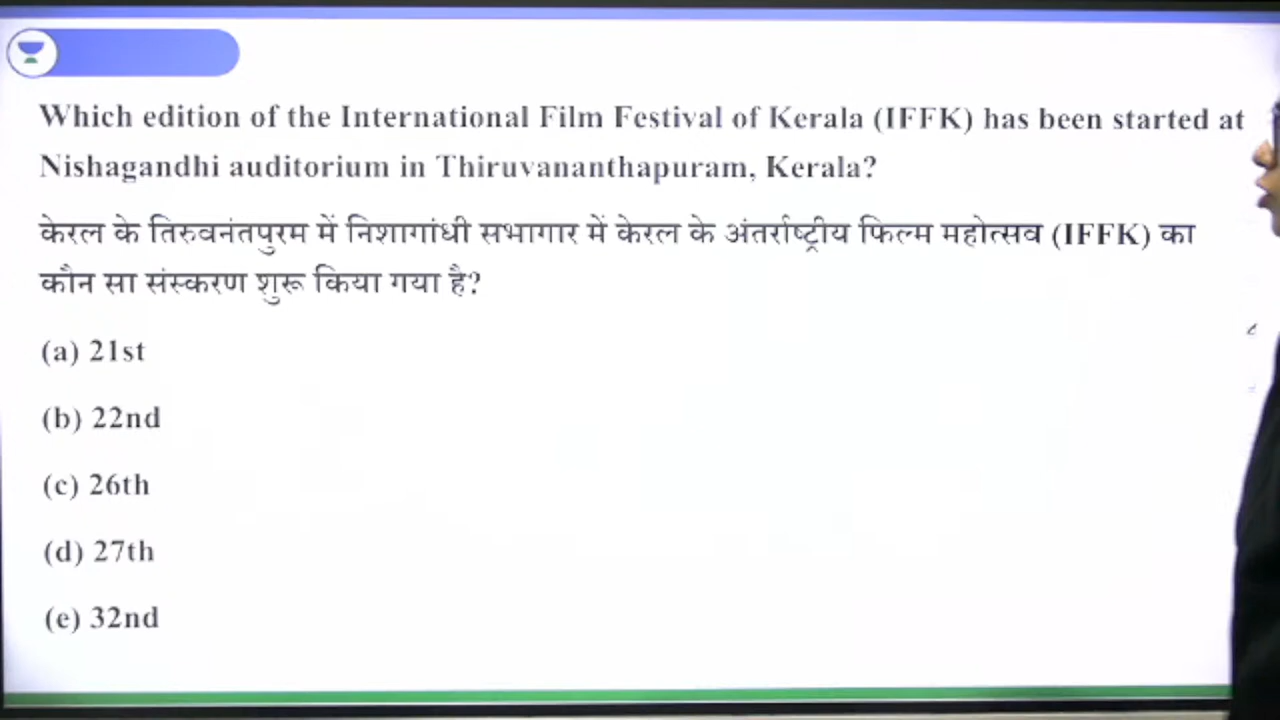 Which edition of the International Film Festival of Kerala (IFFK) has been started at
Nishagandhi auditorium in Thiruvananthapuram, Kerala?
केरल के तिरुवनंतपुरम में निशागांधी सभागार में केरल के अंतर्राष्ट्रीय फिल्म महोत्सव (IFFK) का
कौन सा संस्करण शुरू किया गया है?
(a) 21st
(b) 22nd
(c) 26th
(d) 27th
(e) 32nd